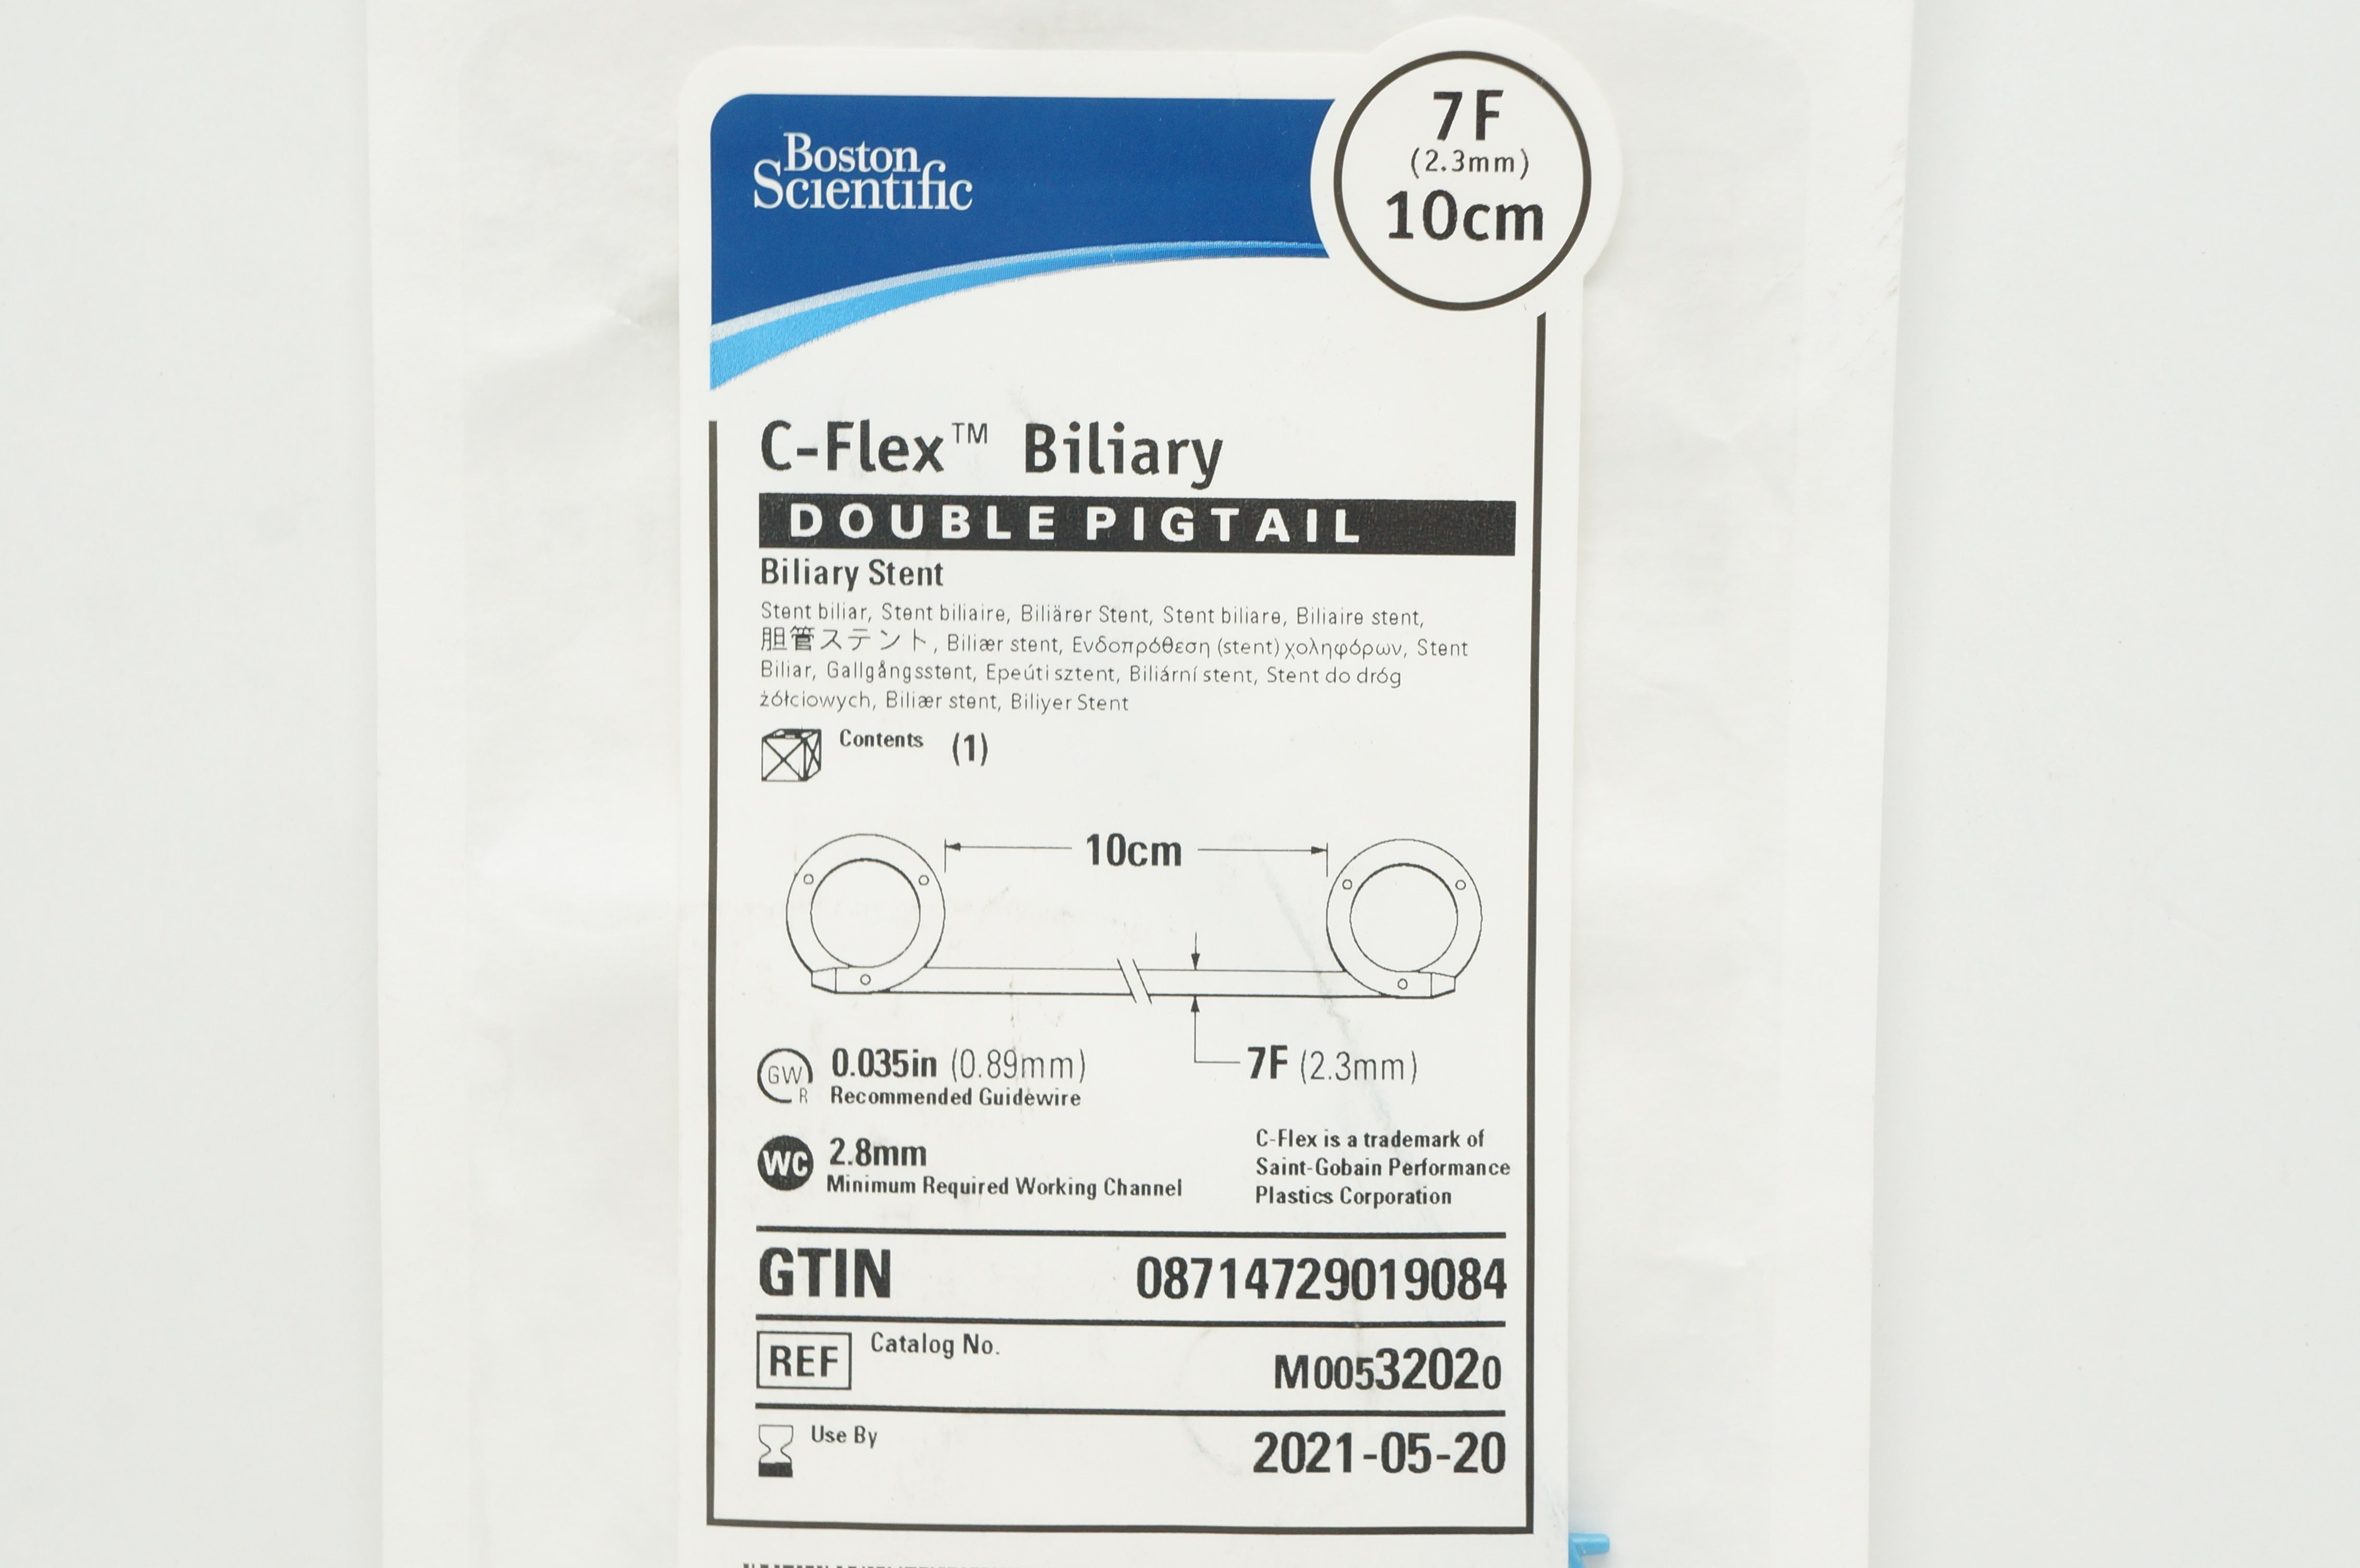 Boston
Scientific
7F
(2.3mm)
10cm
C-Flex™ Biliary
DOUBLE PIGTAIL
Biliary Stent
Stent biliar, Stent biliaire, Biliärer Stent, Stent biliare, Biliaire stent,
胆管ステント, Biliær stent, Ενδοπρόθεση (stent) χοληφόρων, Stent
Biliar, Gallgångsstent, Epeúti sztent, Biliární stent, Stent do dróg
żółciowych, Biliær stent, Biliyer Stent
Contents (1)
10cm
7F (2.3mm)
GW
R
0.035in (0.89mm)
Recommended Guidewire
WC
2.8mm
Minimum Required Working Channel
C-Flex is a trademark of
Saint-Gobain Performance
Plastics Corporation
GTIN 08714729019084
REF Catalog No. M00532020
Use By 2021-05-20